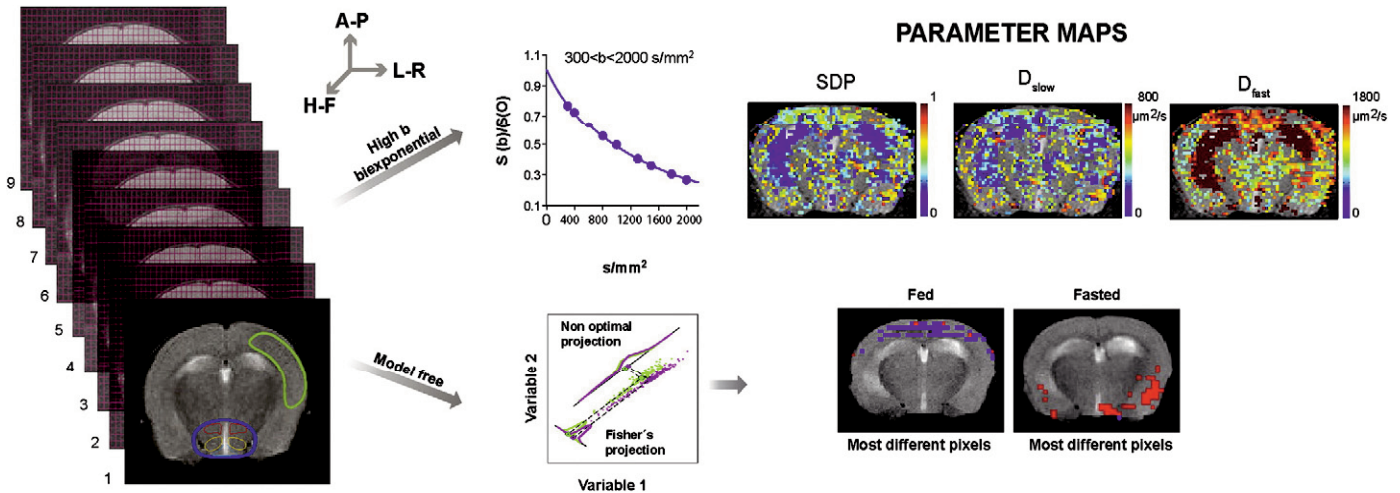 A-P
L-R
H-F
High b
biexponential
1.1
0.9
0.7
0.5
0.3
0.1
S (b)/β(O)
300<b<2000 s/mm²
0 400 800 1200 1600 2000
s/mm²
PARAMETER MAPS
SDP
1
0
Dslow
800
µm²/s
0
Dfast
1800
µm²/s
0
9
8
7
6
5
4
3
2
1
Model free
Non optimal
projection
Fisher´s
projection
Variable 2
Variable 1
Fed
Most different pixels
Fasted
Most different pixels